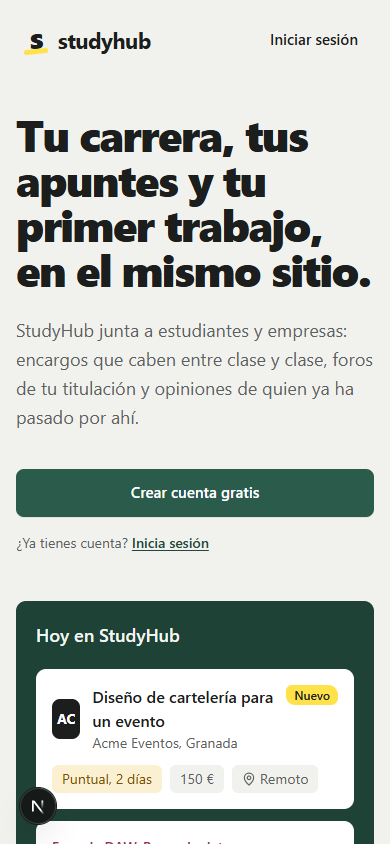 s studyhub
Iniciar sesión
Tu carrera, tus
apuntes y tu
primer trabajo,
en el mismo sitio.
StudyHub junta a estudiantes y empresas:
encargos que caben entre clase y clase, foros
de tu titulación y opiniones de quien ya ha
pasado por ahí.
Crear cuenta gratis
¿Ya tienes cuenta? Inicia sesión
Hoy en StudyHub
AC
Diseño de cartelería para
un evento
Nuevo
Acme Eventos, Granada
Puntual, 2 días
150 €
Remoto
N